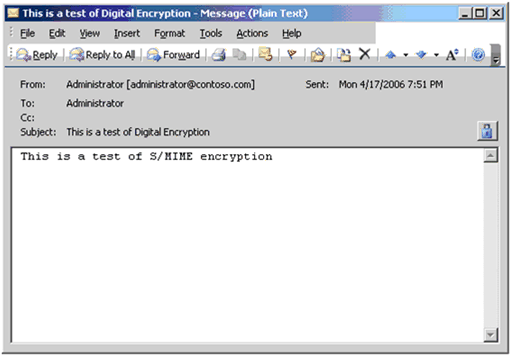 This is a test of Digital Encryption - Message (Plain Text)
File Edit View Insert Format Tools Actions Help
Reply Reply to All Forward
From: Administrator [administrator@contoso.com] Sent: Mon 4/17/2006 7:51 PM
To: Administrator
Cc:
Subject: This is a test of Digital Encryption
This is a test of S/MIME encryption